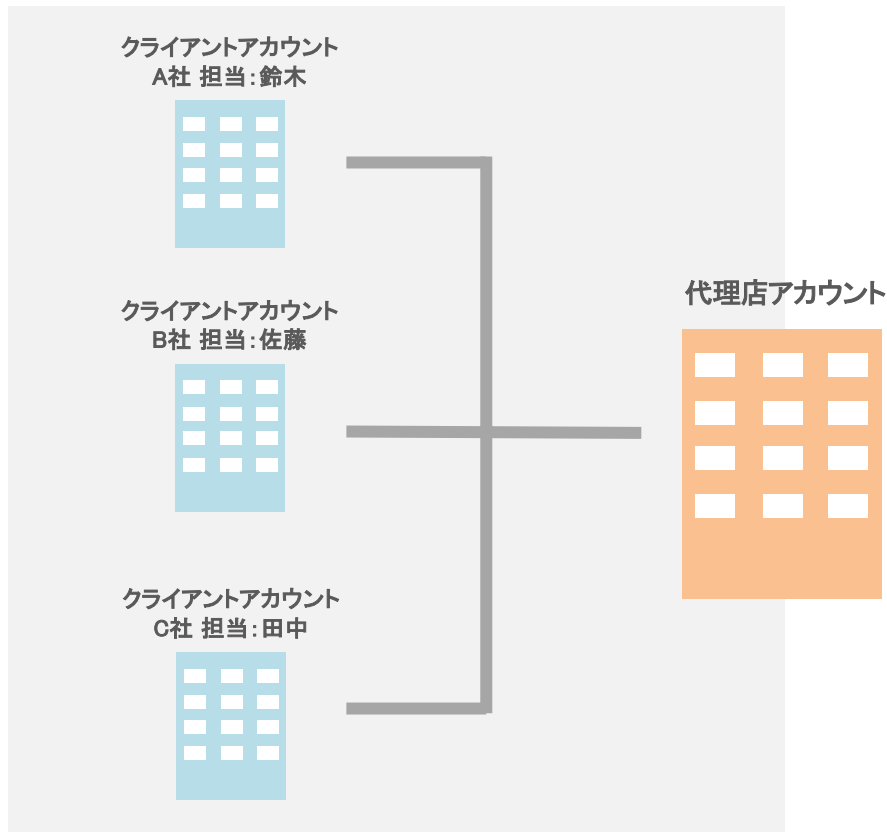 クライアントアカウント
A社 担当：鈴木
クライアントアカウント
B社 担当：佐藤
代理店アカウント
クライアントアカウント
C社 担当：田中